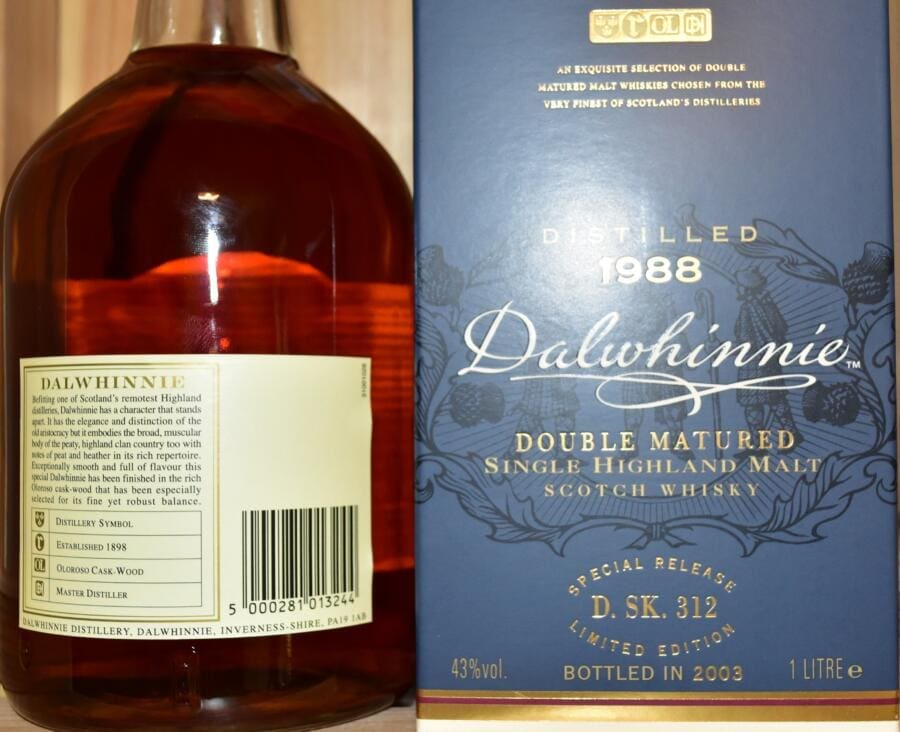 DALWHINNIE
Befitting one of Scotland's remotest Highland
distilleries, Dalwhinnie has a character that stands
apart. It has the elegance and distinction of the
old aristocracy but it embodies the broad, muscular
body of the peaty, highland clan country too with
notes of peat and heather in its rich repertoire.
Exceptionally smooth and full of flavour this
special Dalwhinnie has been finished in the rich
Oloroso cask-wood that has been especially
selected for its fine yet robust balance.
DISTILLERY SYMBOL
ESTABLISHED 1898
OL OLOROSO CASK-WOOD
MASTER DISTILLER
5 000281 013244
DALWHINNIE DISTILLERY, DALWHINNIE, INVERNESS-SHIRE, PA19 1AB
OL
AN EXQUISITE SELECTION OF DOUBLE
MATURED MALT WHISKIES CHOSEN FROM THE
VERY FINEST OF SCOTLAND'S DISTILLERIES
DISTILLED
1988
Dalwhinnie™
DOUBLE MATURED
SINGLE HIGHLAND MALT
SCOTCH WHISKY
SPECIAL RELEASE
D. SK. 312
LIMITED EDITION
43%vol. BOTTLED IN 2003 1 LITRE e